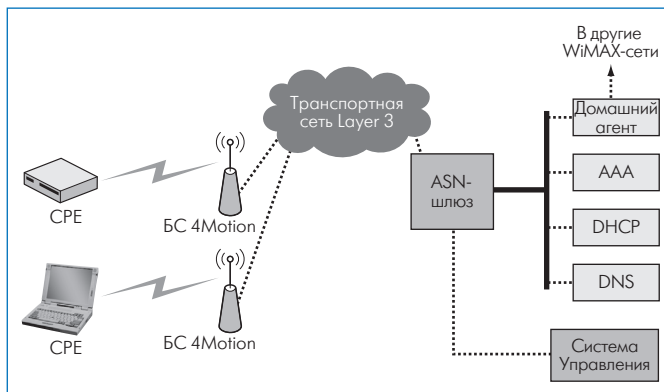 В другие
WiMAX-сети
Транспортная
сеть Layer 3
Домашний
агент
ASN-
шлюз
AAA
CPE
БС 4Motion
DHCP
DNS
CPE
БС 4Motion
Система
Управления